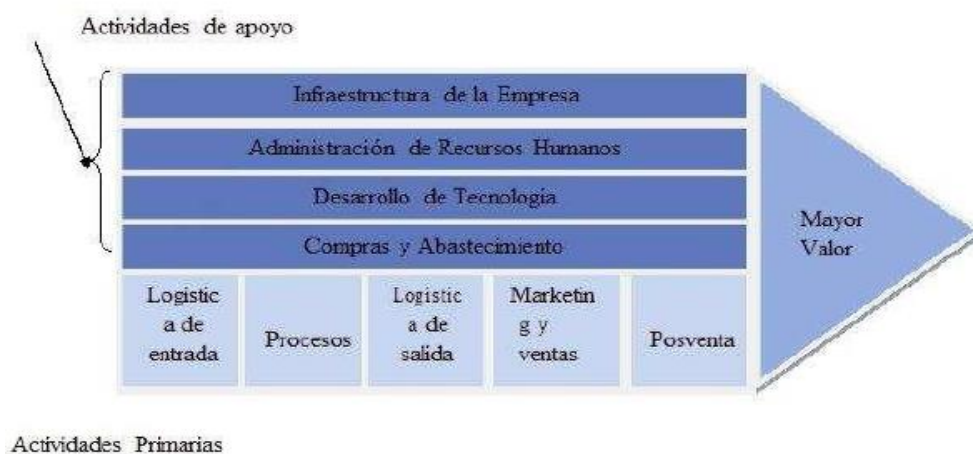 Actividades de apoyo
Infraestructura de la Empresa
Administración de Recursos Humanos
Desarrollo de Tecnología
Compras y Abastecimiento
Mayor
Valor
Logistic
a de
entrada
Procesos
Logistic
a de
salida
Marketin
g y
ventas
Posventa
Actividades Primarias